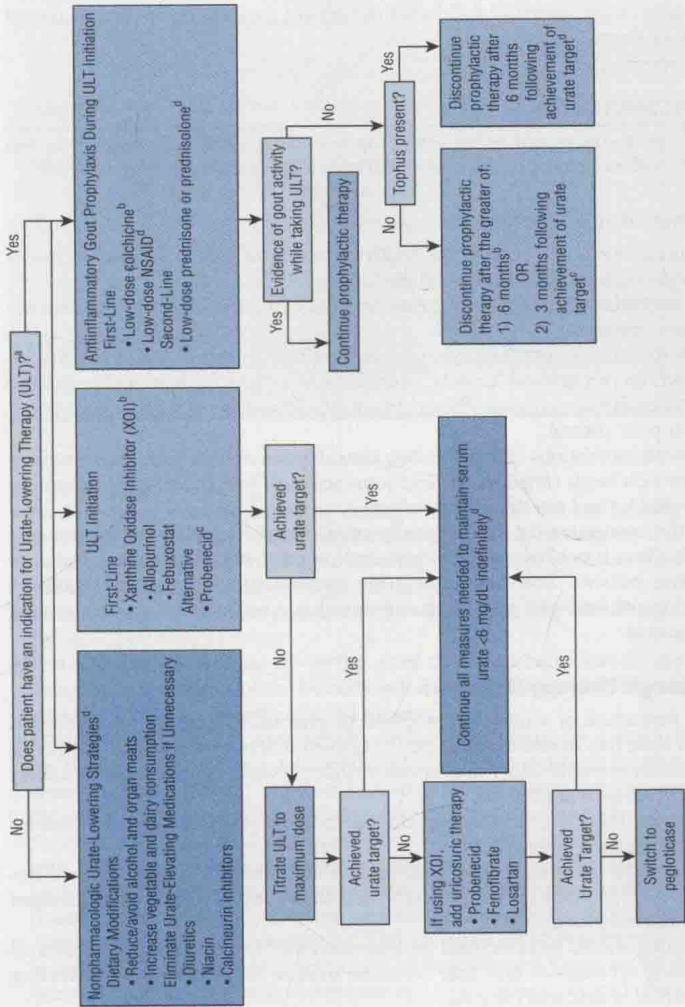 Does patient have an indication for Urate-Lowering Therapy (ULT)?a
No
Yes
Nonpharmacologic Urate-Lowering Strategiesd
Dietary Modifications
• Reduce/avoid alcohol and organ meats
• Increase vegetable and dairy consumption
Eliminate Urate-Elevating Medications if Unnecessary
• Diuretics
• Niacin
• Calcineurin inhibitors
ULT Initiation
First-Line
• Xanthine Oxidase Inhibitor (XOI)b
• Allopurinol
• Febuxostat
Alternative
• Probenecidc
Antiinflammatory Gout Prophylaxis During ULT Initiation
First-Line
• Low-dose colchicineb
• Low-dose NSAIDd
Second-Line
• Low-dose prednisone or prednisoloned
Achieved
urate target?
No
Yes
Titrate ULT to
maximum dose
Achieved
urate target?
Yes
No
If using XOI,
add uricosuric therapy
• Probenecid
• Fenofibrate
• Losartan
Achieved
Urate Target?
Yes
No
Switch to
pegloticase
Continue all measures needed to maintain serum
urate <6 mg/dL indefinitelyd
Evidence of gout activity
while taking ULT?
Yes
No
Continue prophylactic therapy
Tophus present?
No
Yes
Discontinue prophylactic
therapy after the greater of:
1) 6 monthsb
OR
2) 3 months following
achievement of urate
targetc
Discontinue
prophylactic
therapy after
6 months
following
achievement of
urate targetd